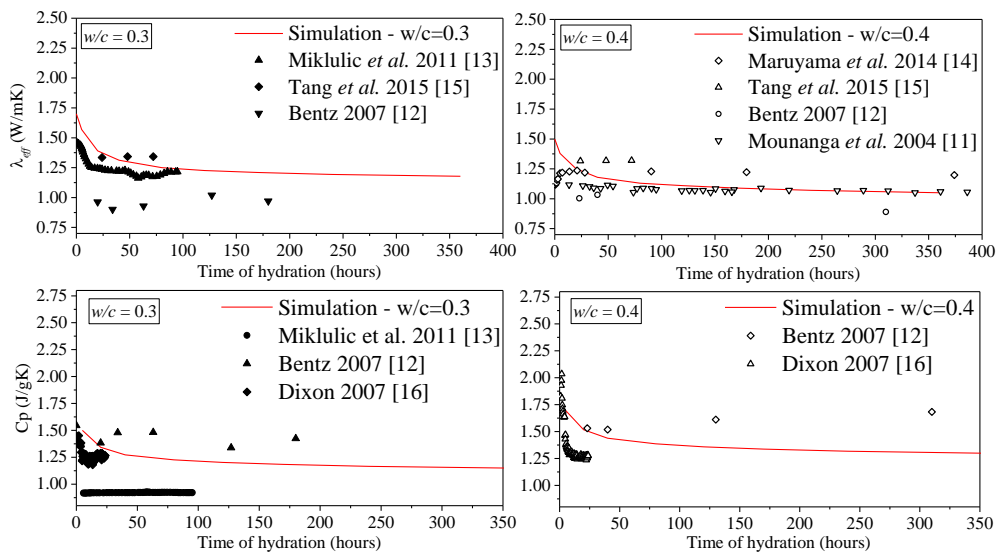 2.50
2.25
2.00
1.75
1.50
1.25
1.00
0.75
λeff (W/mK)
w/c = 0.3
Simulation - w/c=0.3
Miklulic et al. 2011 [13]
Tang et al. 2015 [15]
Bentz 2007 [12]
0 50 100 150 200 250 300 350 400
Time of hydration (hours)
2.50
2.25
2.00
1.75
1.50
1.25
1.00
0.75
w/c = 0.4
Simulation - w/c=0.4
Maruyama et al. 2014 [14]
Tang et al. 2015 [15]
Bentz 2007 [12]
Mounanga et al. 2004 [11]
0 50 100 150 200 250 300 350 400
Time of hydration (hours)
2.75
2.50
2.25
2.00
1.75
1.50
1.25
1.00
Cp (J/gK)
w/c = 0.3
Simulation - w/c=0.3
Miklulic et al. 2011 [13]
Bentz 2007 [12]
Dixon 2007 [16]
0 50 100 150 200 250 300 350
Time of hydration (hours)
2.75
2.50
2.25
2.00
1.75
1.50
1.25
1.00
w/c = 0.4
Simulation - w/c=0.4
Bentz 2007 [12]
Dixon 2007 [16]
0 50 100 150 200 250 300 350
Time of hydration (hours)